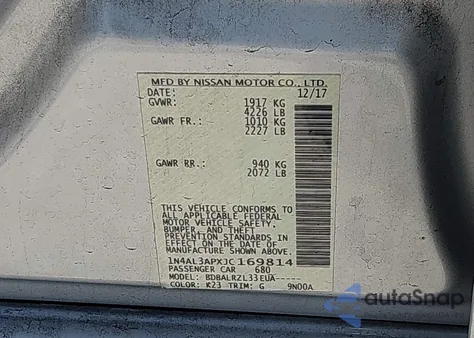 MFD BY NISSAN MOTOR CO., LTD.
DATE: 12/17
GVWR: 1917 KG
4226 LB
GAWR FR.: 1010 KG
2227 LB
GAWR RR.: 940 KG
2072 LB
THIS VEHICLE CONFORMS TO
ALL APPLICABLE FEDERAL
MOTOR VEHICLE SAFETY,
BUMPER, AND THEFT
PREVENTION STANDARDS IN
EFFECT ON THE DATE OF
MANUFACTURE SHOWN ABOVE.
1N4AL3APXJC169814
PASSENGER CAR 680
MODEL: BDBALRZL33EUA-----
COLOR: K23 TRIM: G 9N00A
autoSnap